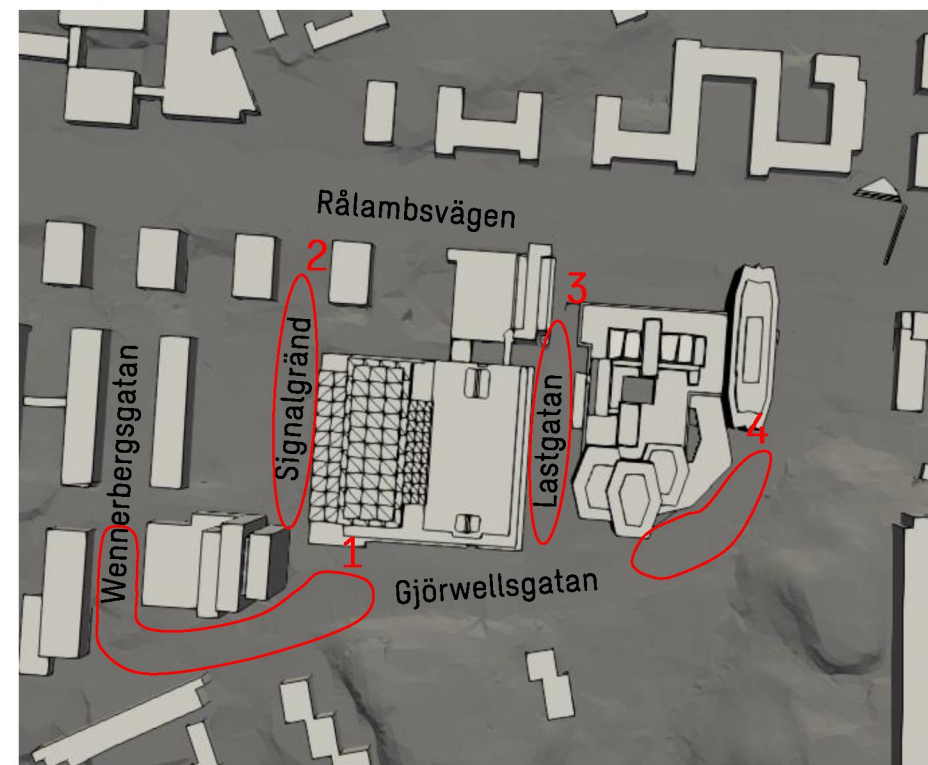 Rålambsvägen
2
3
Signalgränd
Wennerbergsgatan
Lastgatan
4
1
Gjörwellsgatan